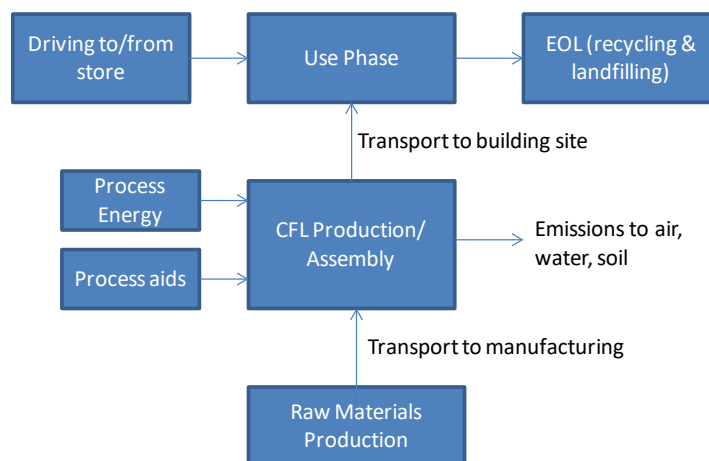 Driving to/from
store
Use Phase
EOL (recycling &
landfilling)
Transport to building site
Process
Energy
CFL Production/
Assembly
Emissions to air,
water, soil
Process aids
Transport to manufacturing
Raw Materials
Production